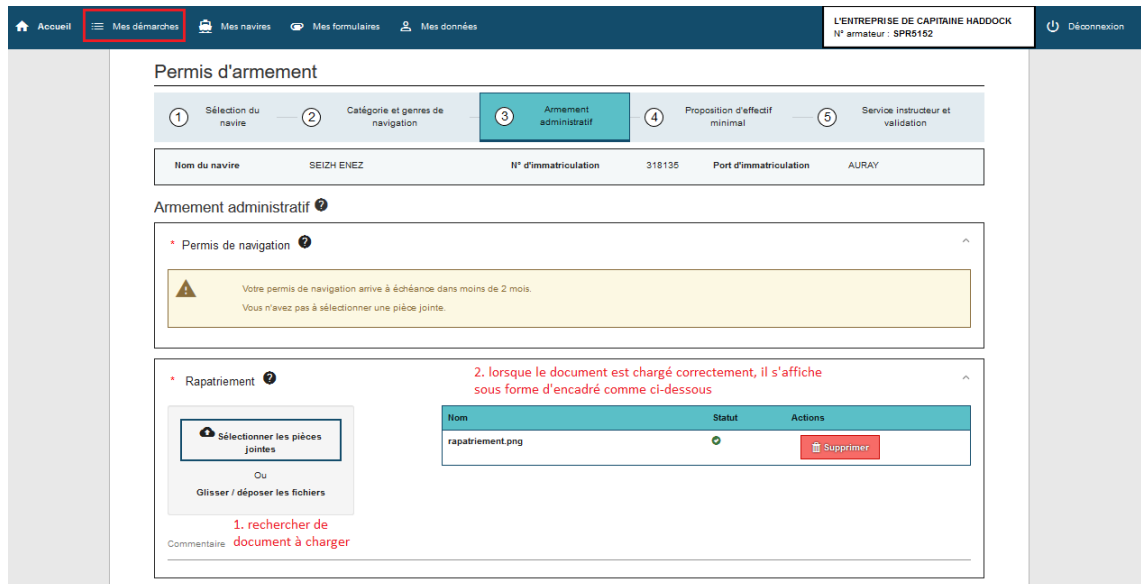 Accueil Mes démarches Mes navires Mes formulaires Mes données
L'ENTREPRISE DE CAPITAINE HADDOCK
N° armateur : SPR5152
Déconnexion
Permis d'armement
1 Sélection du navire
2 Catégorie et genres de navigation
3 Armement administratif
4 Proposition d'effectif minimal
5 Service instructeur et validation
Nom du navire SEIZH ENEZ N° d'immatriculation 318135 Port d'immatriculation AURAY
Armement administratif ?
* Permis de navigation ?
Votre permis de navigation arrive à échéance dans moins de 2 mois.
Vous n'avez pas à sélectionner une pièce jointe.
* Rapatriement ?
2. lorsque le document est chargé correctement, il s'affiche
sous forme d'encadré comme ci-dessous
Sélectionner les pièces
jointes
Ou
Glisser / déposer les fichiers
Nom Statut Actions
rapatriement.png Supprimer
1. rechercher de
document à charger
Commentaire